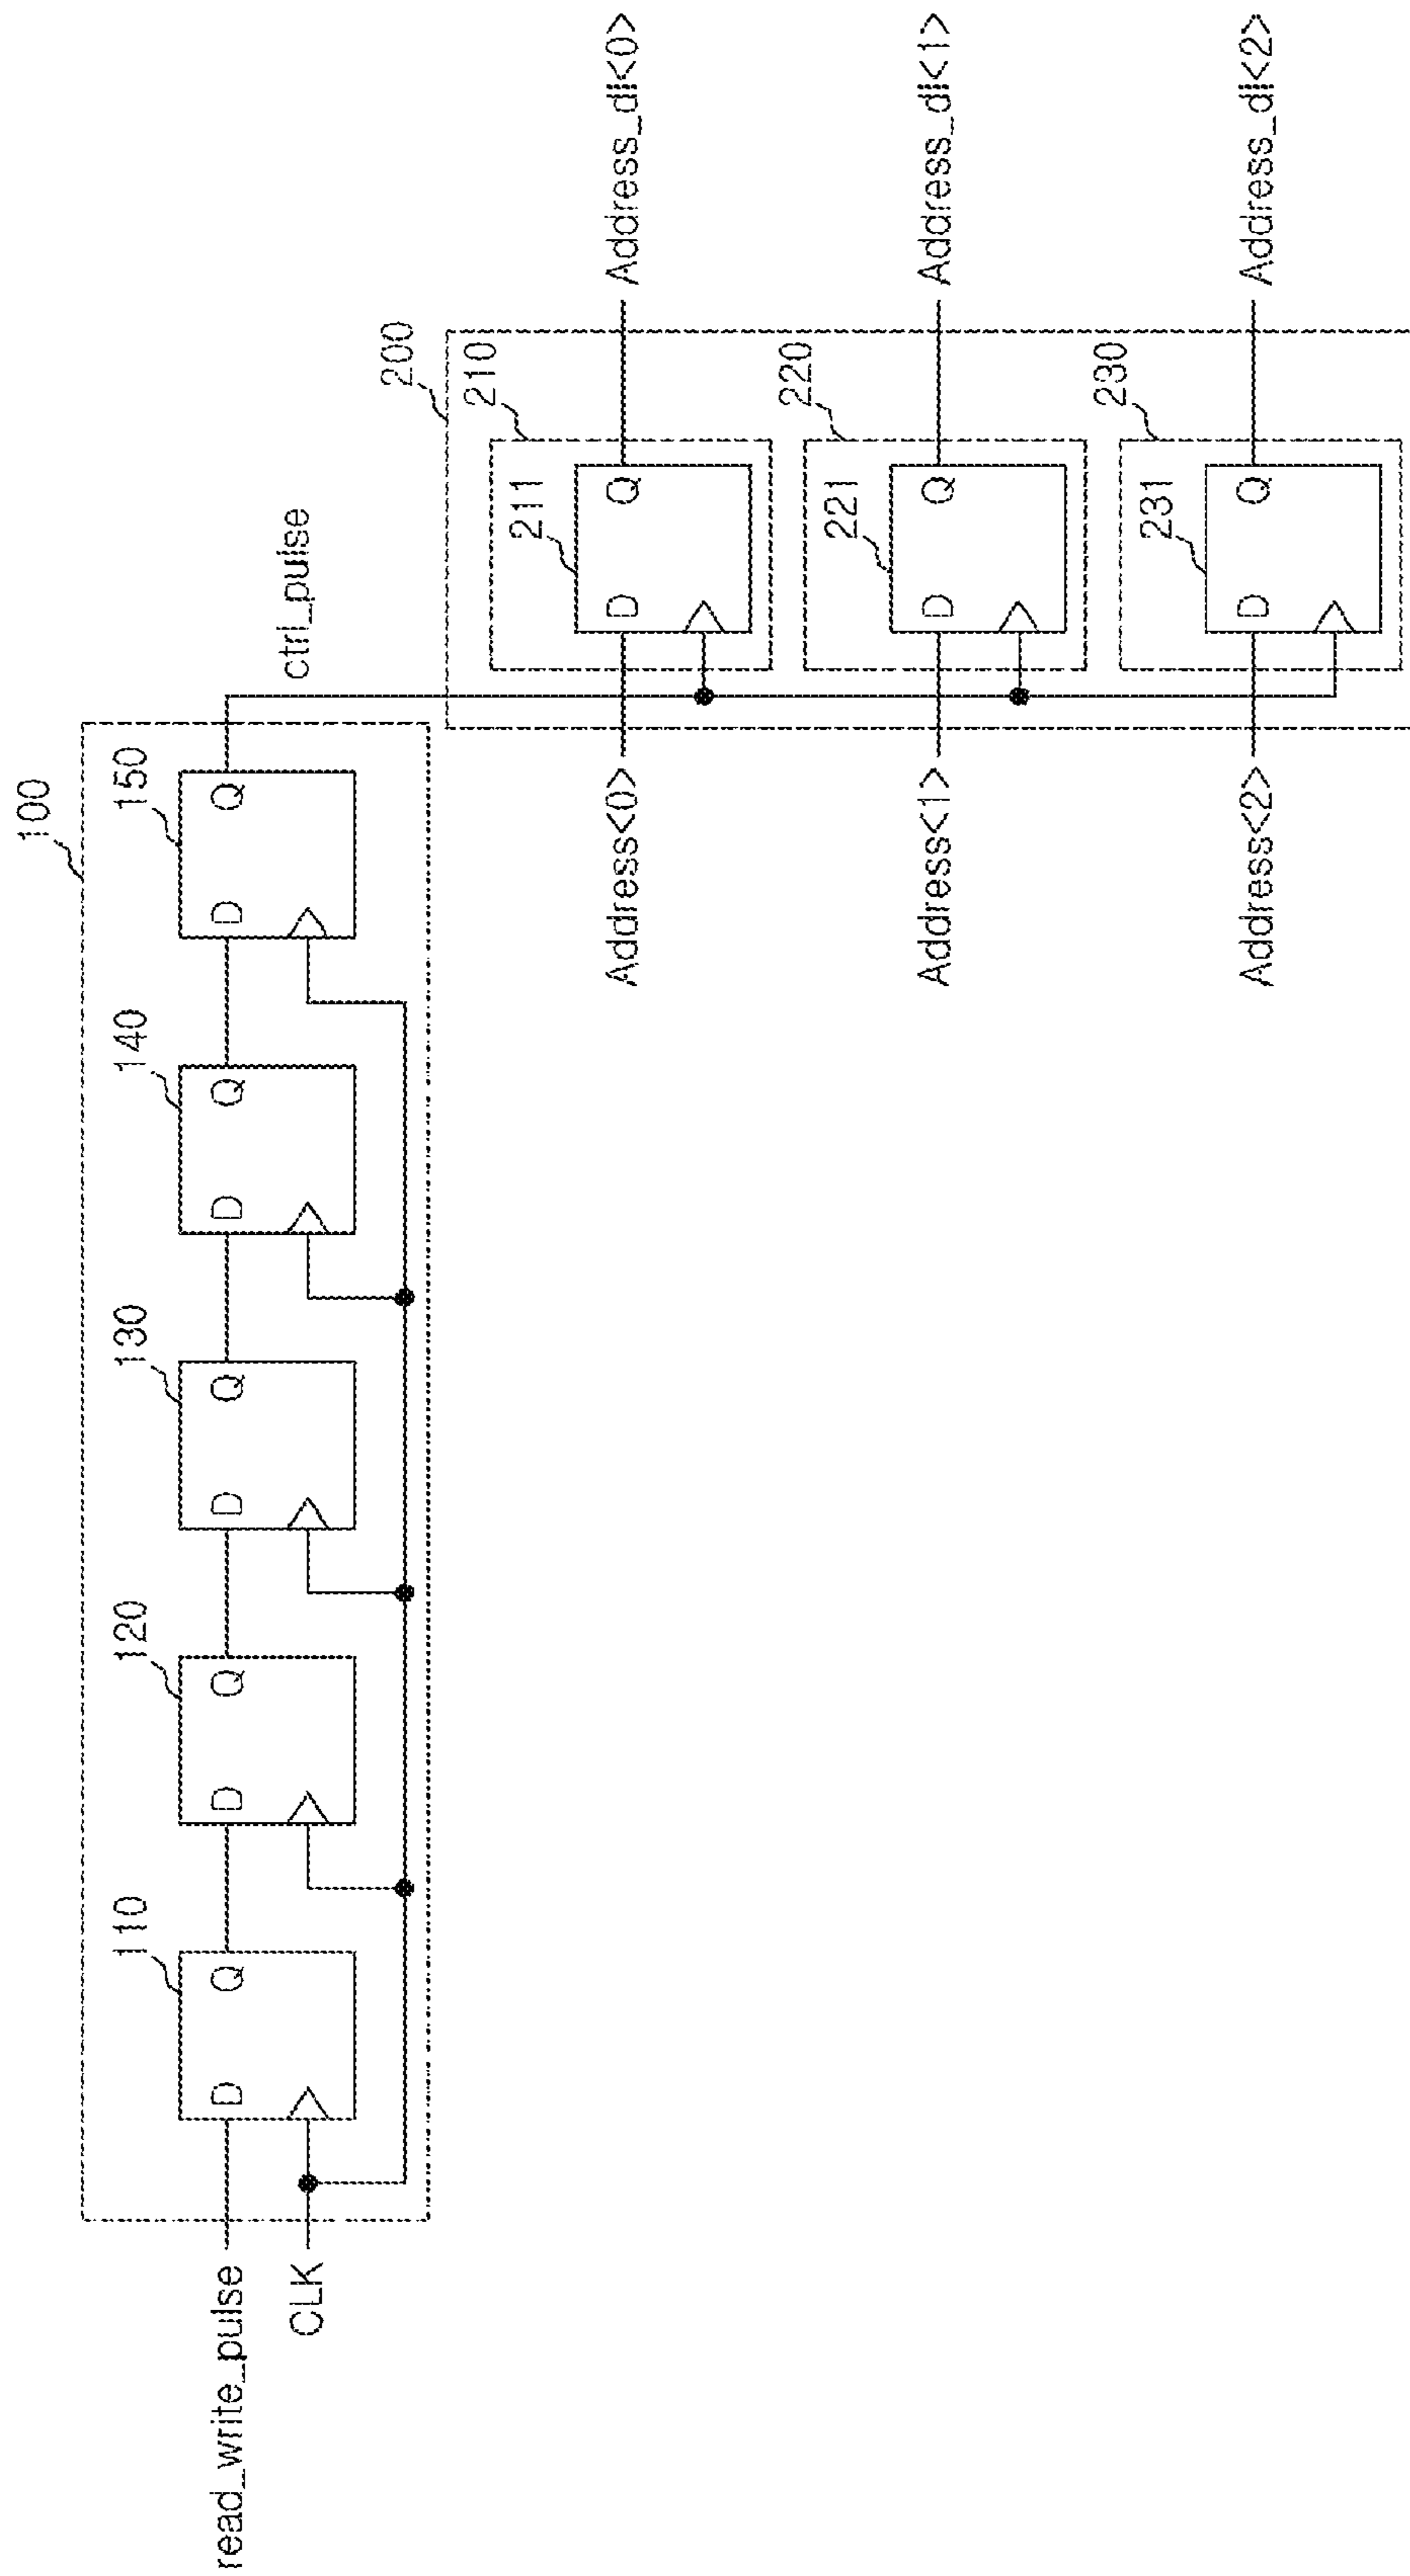 100
110
120
130
140
150
D Q
D Q
D Q
D Q
D Q
read_write_pulse
CLK
ctrl_pulse
200
210
211
Address<0>
D Q
Address_dl<0>
220
221
Address<1>
D Q
Address_dl<1>
230
231
Address<2>
D Q
Address_dl<2>